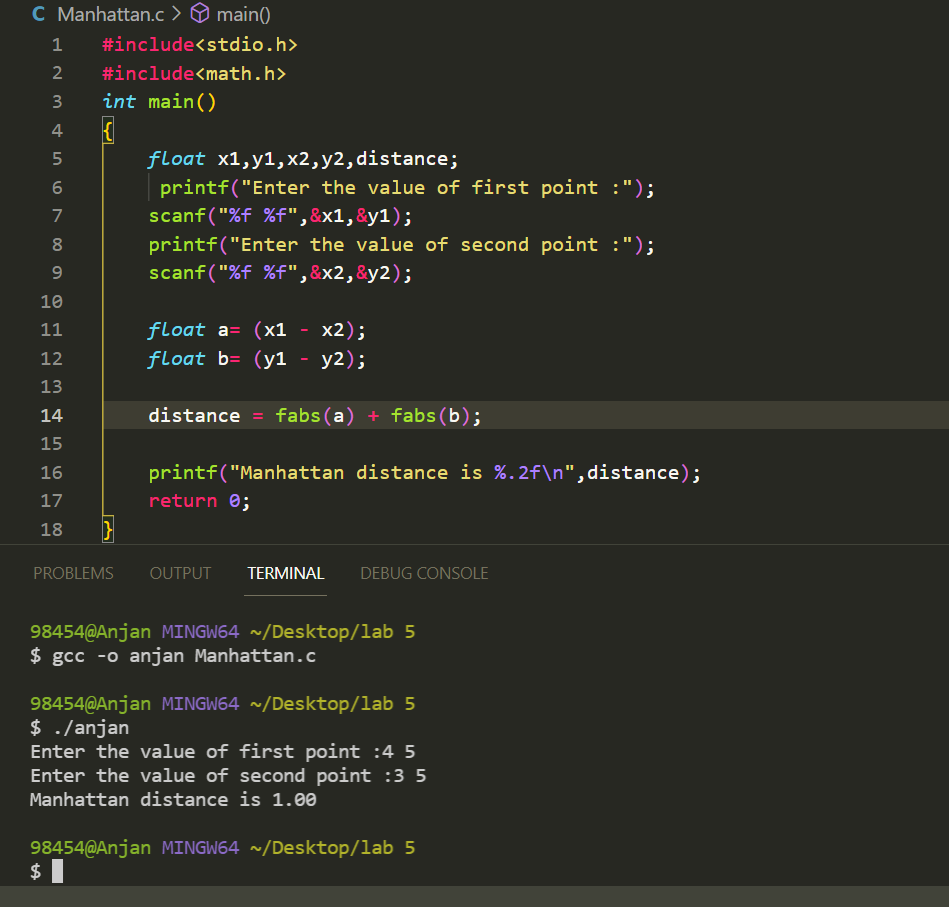 C Manhattan.c > main()
1 #include<stdio.h>
2 #include<math.h>
3 int main()
4 {
5 float x1,y1,x2,y2,distance;
6 printf("Enter the value of first point :");
7 scanf("%f %f",&x1,&y1);
8 printf("Enter the value of second point :");
9 scanf("%f %f",&x2,&y2);
10
11 float a= (x1 - x2);
12 float b= (y1 - y2);
13
14 distance = fabs(a) + fabs(b);
15
16 printf("Manhattan distance is %.2f\n",distance);
17 return 0;
18 }
PROBLEMS OUTPUT TERMINAL DEBUG CONSOLE
98454@Anjan MINGW64 ~/Desktop/lab 5
$ gcc -o anjan Manhattan.c
98454@Anjan MINGW64 ~/Desktop/lab 5
$ ./anjan
Enter the value of first point :4 5
Enter the value of second point :3 5
Manhattan distance is 1.00
98454@Anjan MINGW64 ~/Desktop/lab 5
$